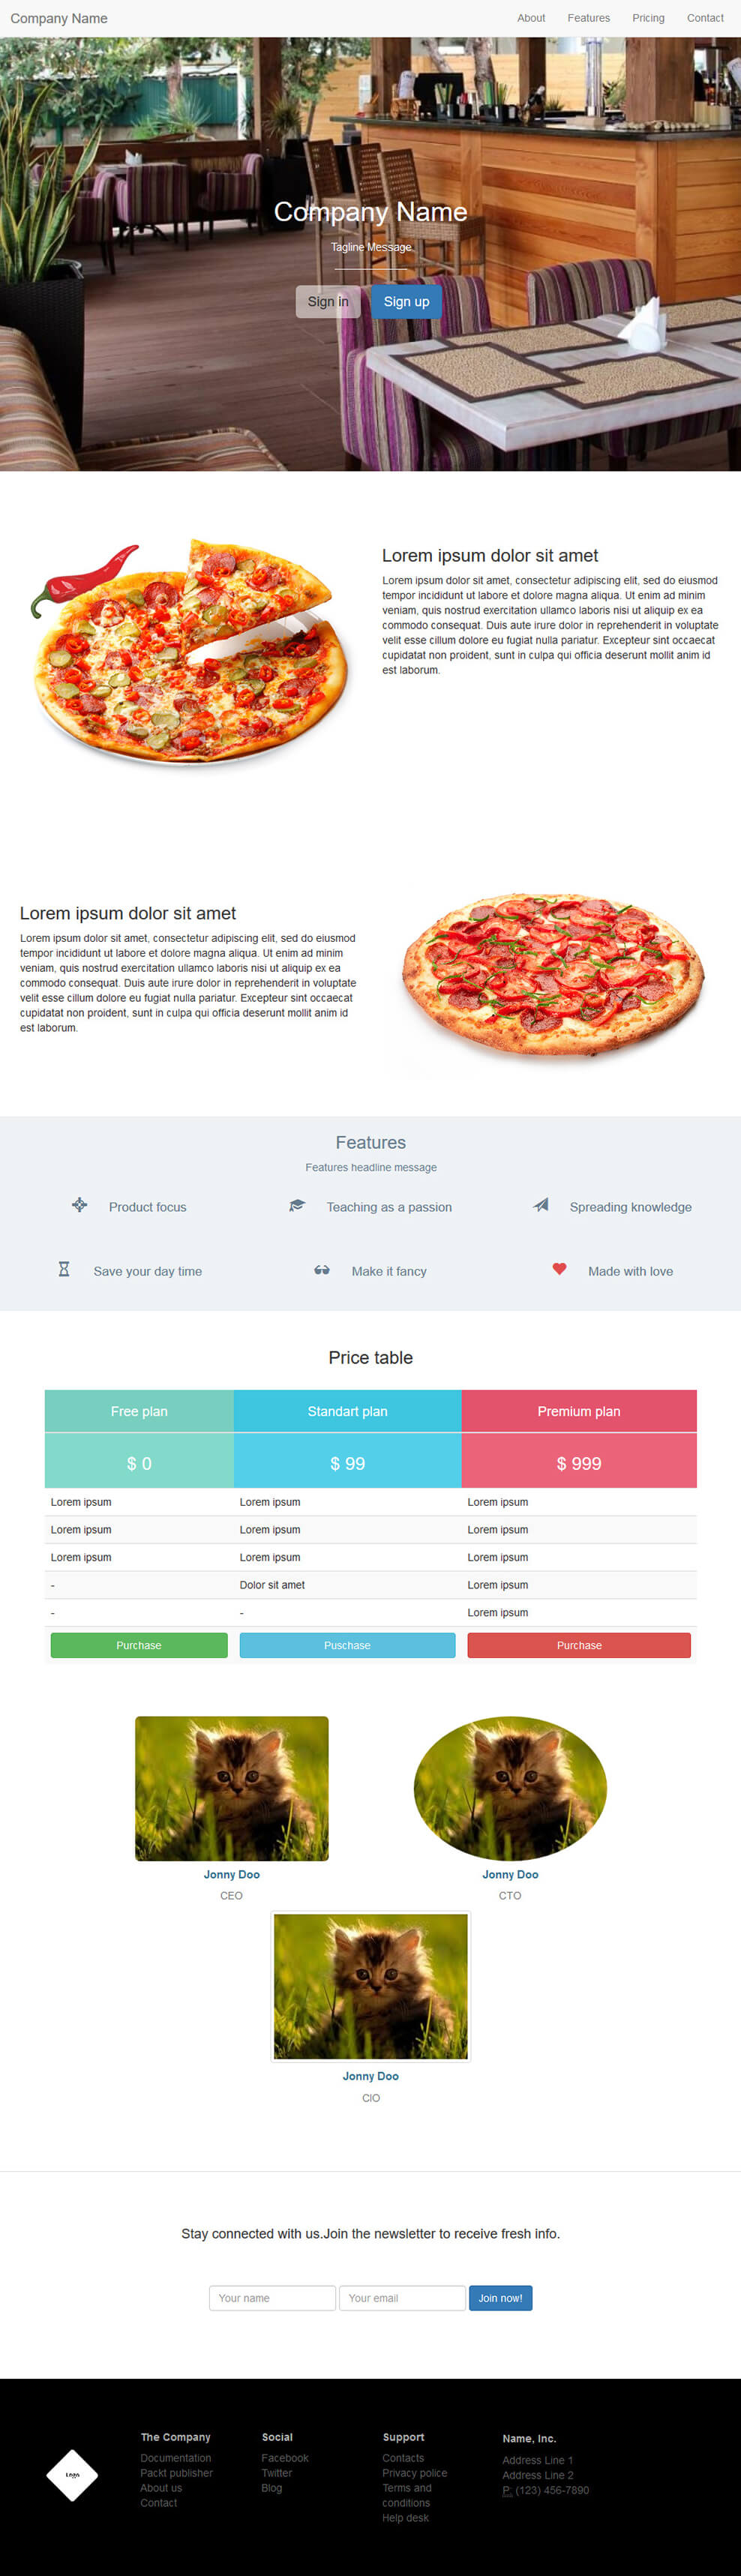 Company Name
About Features Pricing Contact
Company Name
Tagline Message
Sign in Sign up
Lorem ipsum dolor sit amet
Lorem ipsum dolor sit amet, consectetur adipiscing elit, sed do eiusmod
tempor incididunt ut labore et dolore magna aliqua. Ut enim ad minim
veniam, quis nostrud exercitation ullamco laboris nisi ut aliquip ex ea
commodo consequat. Duis aute irure dolor in reprehenderit in voluptate
velit esse cillum dolore eu fugiat nulla pariatur. Excepteur sint occaecat
cupidatat non proident, sunt in culpa qui officia deserunt mollit anim id
est laborum.
Lorem ipsum dolor sit amet
Lorem ipsum dolor sit amet, consectetur adipiscing elit, sed do eiusmod
tempor incididunt ut labore et dolore magna aliqua. Ut enim ad minim
veniam, quis nostrud exercitation ullamco laboris nisi ut aliquip ex ea
commodo consequat. Duis aute irure dolor in reprehenderit in voluptate
velit esse cillum dolore eu fugiat nulla pariatur. Excepteur sint occaecat
cupidatat non proident, sunt in culpa qui officia deserunt mollit anim id
est laborum.
Features
Features headline message
Product focus Teaching as a passion Spreading knowledge
Save your day time Make it fancy Made with love
Price table
Free plan Standart plan Premium plan
$ 0 $ 99 $ 999
Lorem ipsum Lorem ipsum Lorem ipsum
Lorem ipsum Lorem ipsum Lorem ipsum
Lorem ipsum Lorem ipsum Lorem ipsum
- Dolor sit amet Lorem ipsum
- - Lorem ipsum
Purchase Puschase Purchase
Jonny Doo Jonny Doo
CEO CTO
Jonny Doo
CIO
Stay connected with us.Join the newsletter to receive fresh info.
Your name Your email Join now!
Logo
The Company
Documentation
Packt publisher
About us
Contact
Social
Facebook
Twitter
Blog
Support
Contacts
Privacy police
Terms and
conditions
Help desk
Name, Inc.
Address Line 1
Address Line 2
P: (123) 456-7890